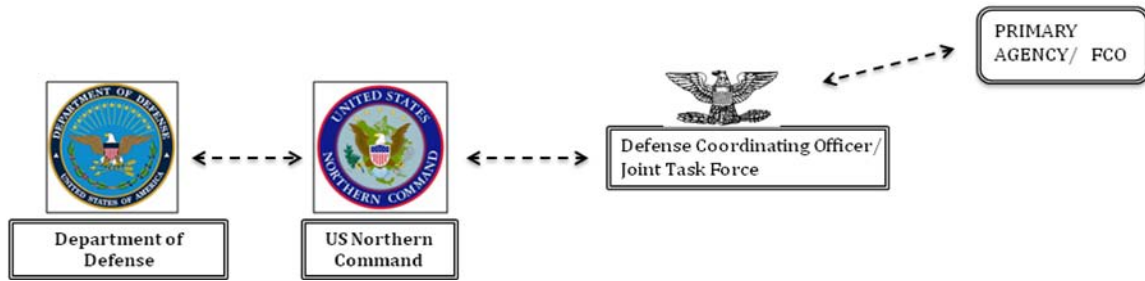 PRIMARY
AGENCY/ FCO
DEPARTMENT OF DEFENSE
UNITED STATES OF AMERICA
UNITED STATES
NORTHERN COMMAND
Defense Coordinating Officer/
Joint Task Force
Department of
Defense
US Northern
Command